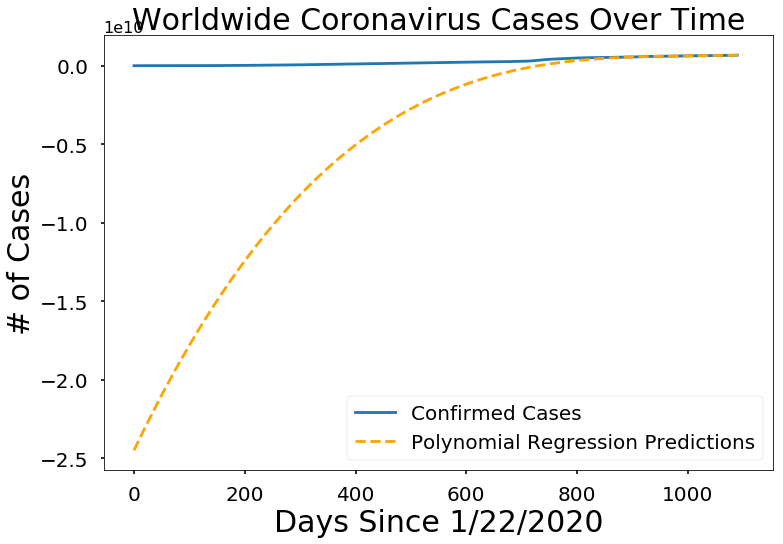 Worldwide Coronavirus Cases Over Time
1e10
0.0
−0.5
−1.0
−1.5
−2.0
−2.5
# of Cases
Confirmed Cases
Polynomial Regression Predictions
0 200 400 600 800 1000
Days Since 1/22/2020